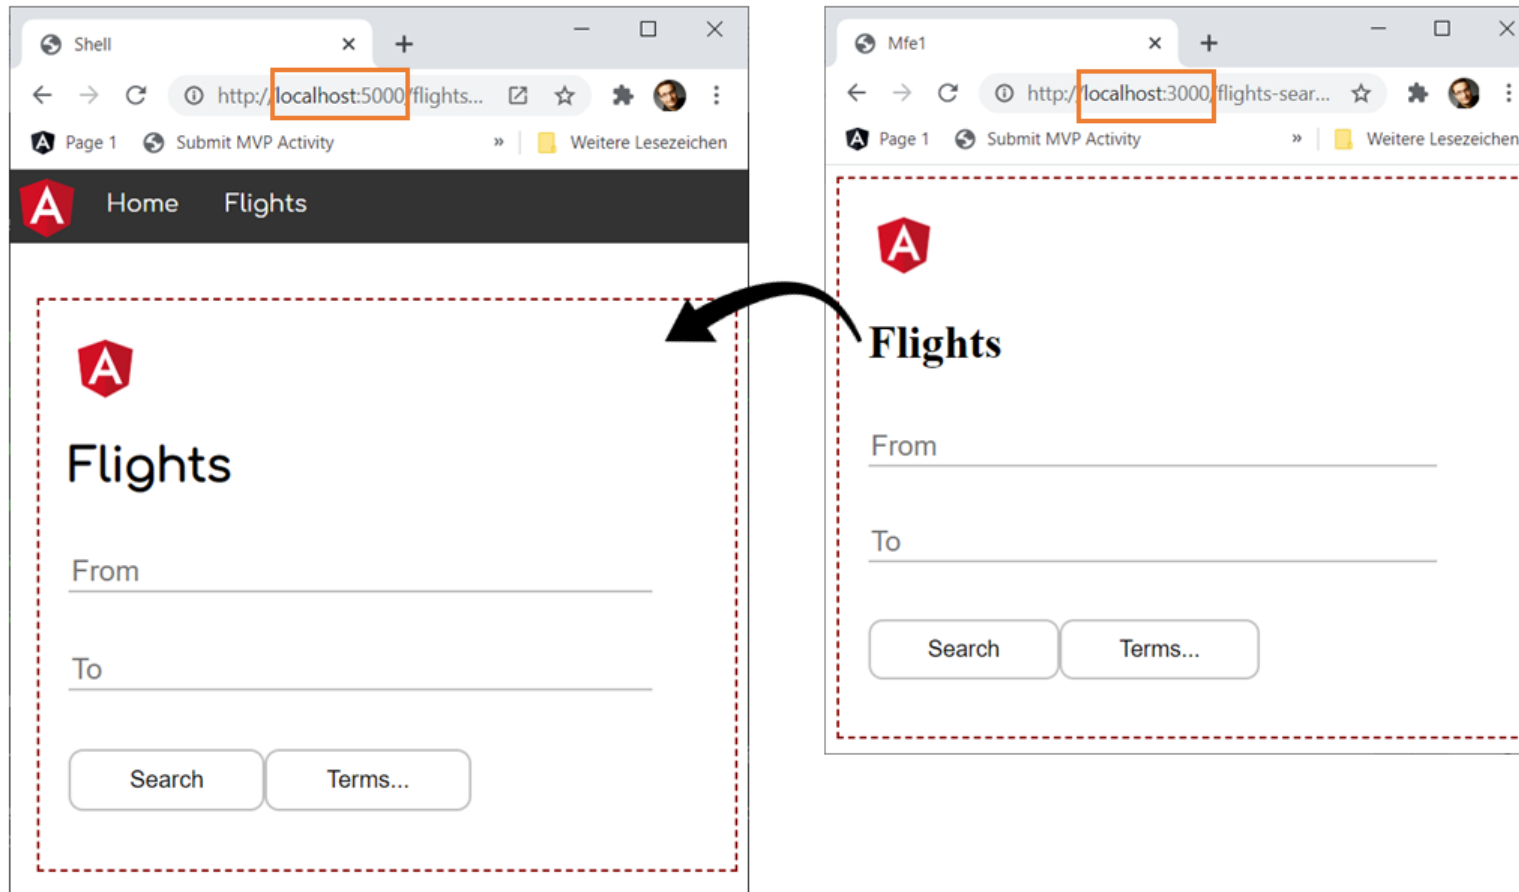 Shell
http://localhost:5000/flights...
Page 1
Submit MVP Activity
»
Weitere Lesezeichen
Home
Flights
Flights
From
To
Search
Terms...
Mfe1
http://localhost:3000/flights-sear...
Page 1
Submit MVP Activity
»
Weitere Lesezeichen
Flights
From
To
Search
Terms...